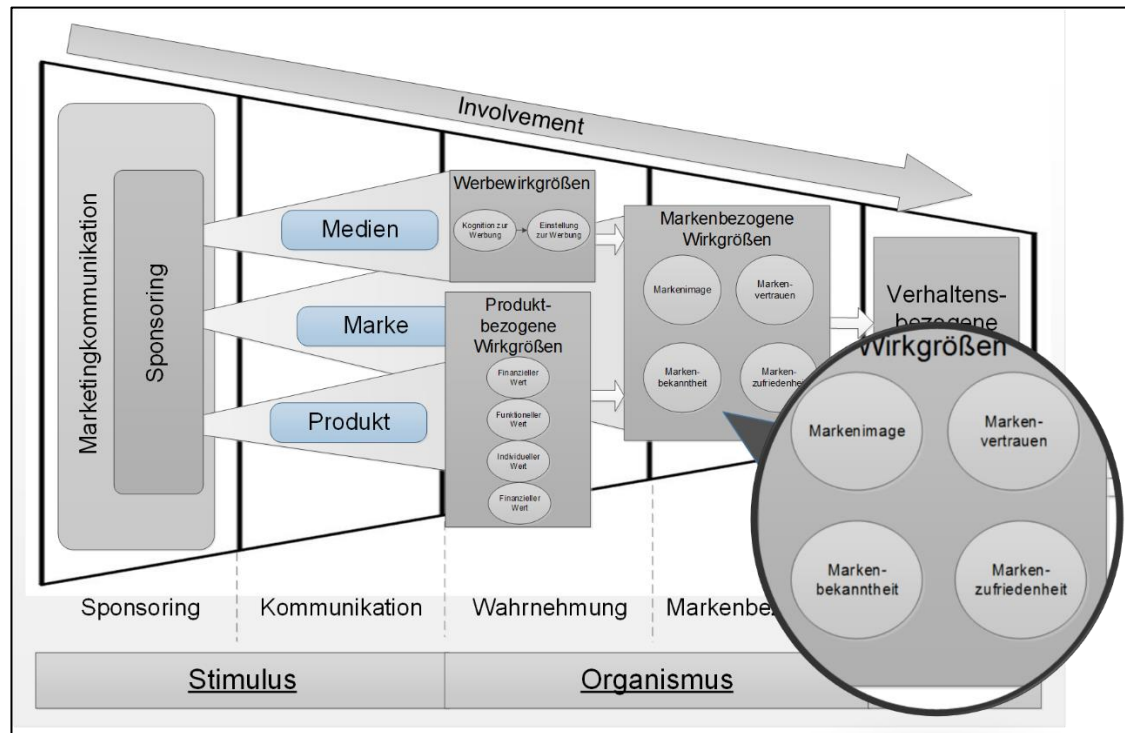 Involvement
Marketingkommunikation
Sponsoring
Medien
Marke
Produkt
Werbewirkgrößen
Kognition zur
Werbung
Einstellung
zur Werbung
Produkt-
bezogene
Wirkgrößen
Finanzieller
Wert
Funktioneller
Wert
Individueller
Wert
Finanzieller
Wert
Markenbezogene
Wirkgrößen
Markenimage
Marken-
vertrauen
Marken-
bekanntheit
Marken-
zufriedenheit
Verhaltens-
bezogene
Wirkgrößen
Markenimage
Marken-
vertrauen
Marken-
bekanntheit
Marken-
zufriedenheit
Sponsoring
Kommunikation
Wahrnehmung
Markenbez
Stimulus
Organismus